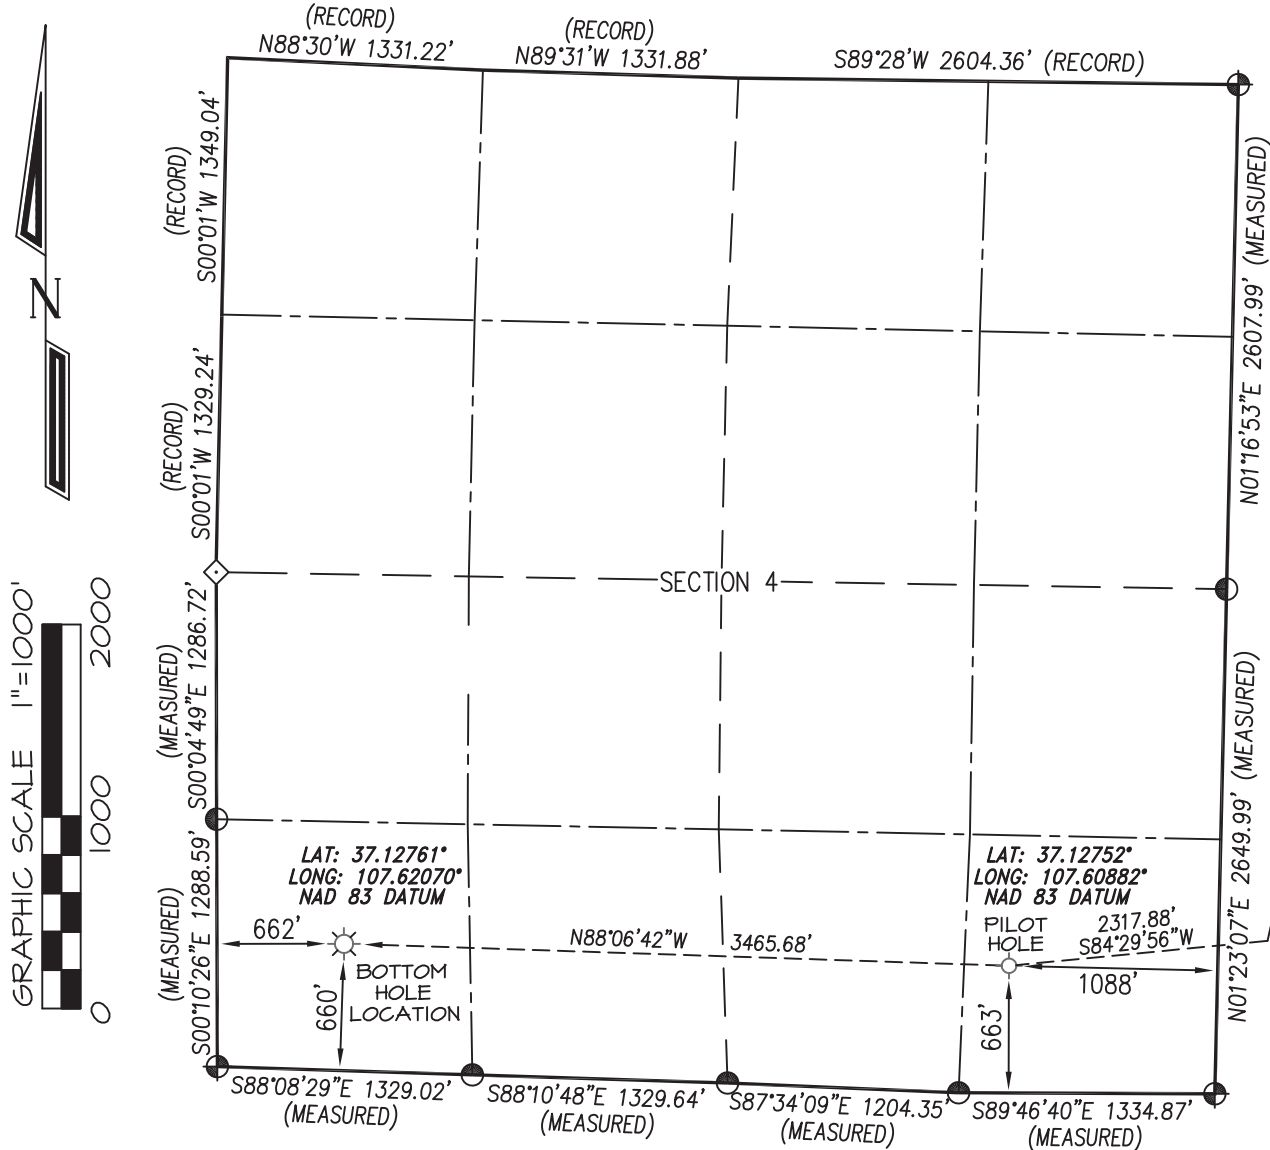 (RECORD)
N88°30'W 1331.22'
(RECORD)
N89°31'W 1331.88'
S89°28'W 2604.36' (RECORD)
(RECORD)
S00°01'W 1349.04'
(RECORD)
S00°01'W 1329.24'
(MEASURED)
S00°04'49"E 1286.72'
(MEASURED)
S00°10'26"E 1288.59'
N
GRAPHIC SCALE 1"=1000'
0
1000
2000
N01°16'53"E 2607.99' (MEASURED)
N01°23'07"E 2649.99' (MEASURED)
SECTION 4
LAT: 37.12761°
LONG: 107.62070°
NAD 83 DATUM
662'
BOTTOM
HOLE
LOCATION
660'
N88°06'42"W 3465.68'
LAT: 37.12752°
LONG: 107.60882°
NAD 83 DATUM
PILOT
HOLE
2317.88'
S84°29'56"W
1088'
663'
S88°08'29"E 1329.02'
(MEASURED)
S88°10'48"E 1329.64'
(MEASURED)
S87°34'09"E 1204.35'
(MEASURED)
S89°46'40"E 1334.87'
(MEASURED)